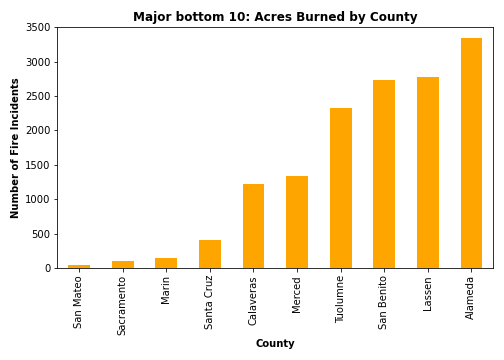 Major bottom 10: Acres Burned by County
Number of Fire Incidents
3500
3000
2500
2000
1500
1000
500
0
San Mateo
Sacramento
Marin
Santa Cruz
Calaveras
Merced
Tuolumne
San Benito
Lassen
Alameda
County